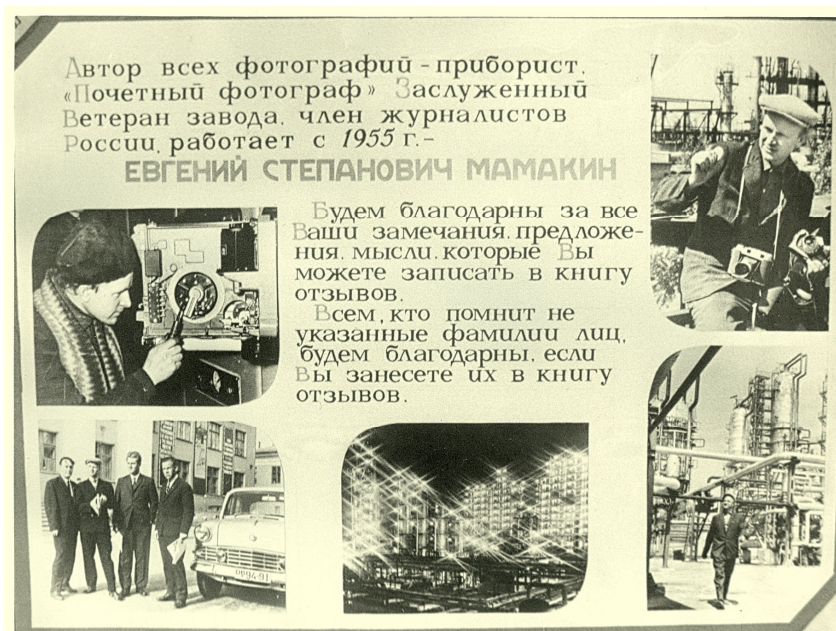 Автор всех фотографий - приборист,
«Почетный фотограф» Заслуженный
Ветеран завода, член журналистов
России, работает с 1955 г. –
ЕВГЕНИЙ СТЕПАНОВИЧ МАМАКИН
Будем благодарны за все
Ваши замечания, предложе-
ния, мысли, которые Вы
можете записать в книгу
отзывов.
Всем, кто помнит не
указанные фамилии лиц,
будем благодарны, если
Вы занесете их в книгу
отзывов.